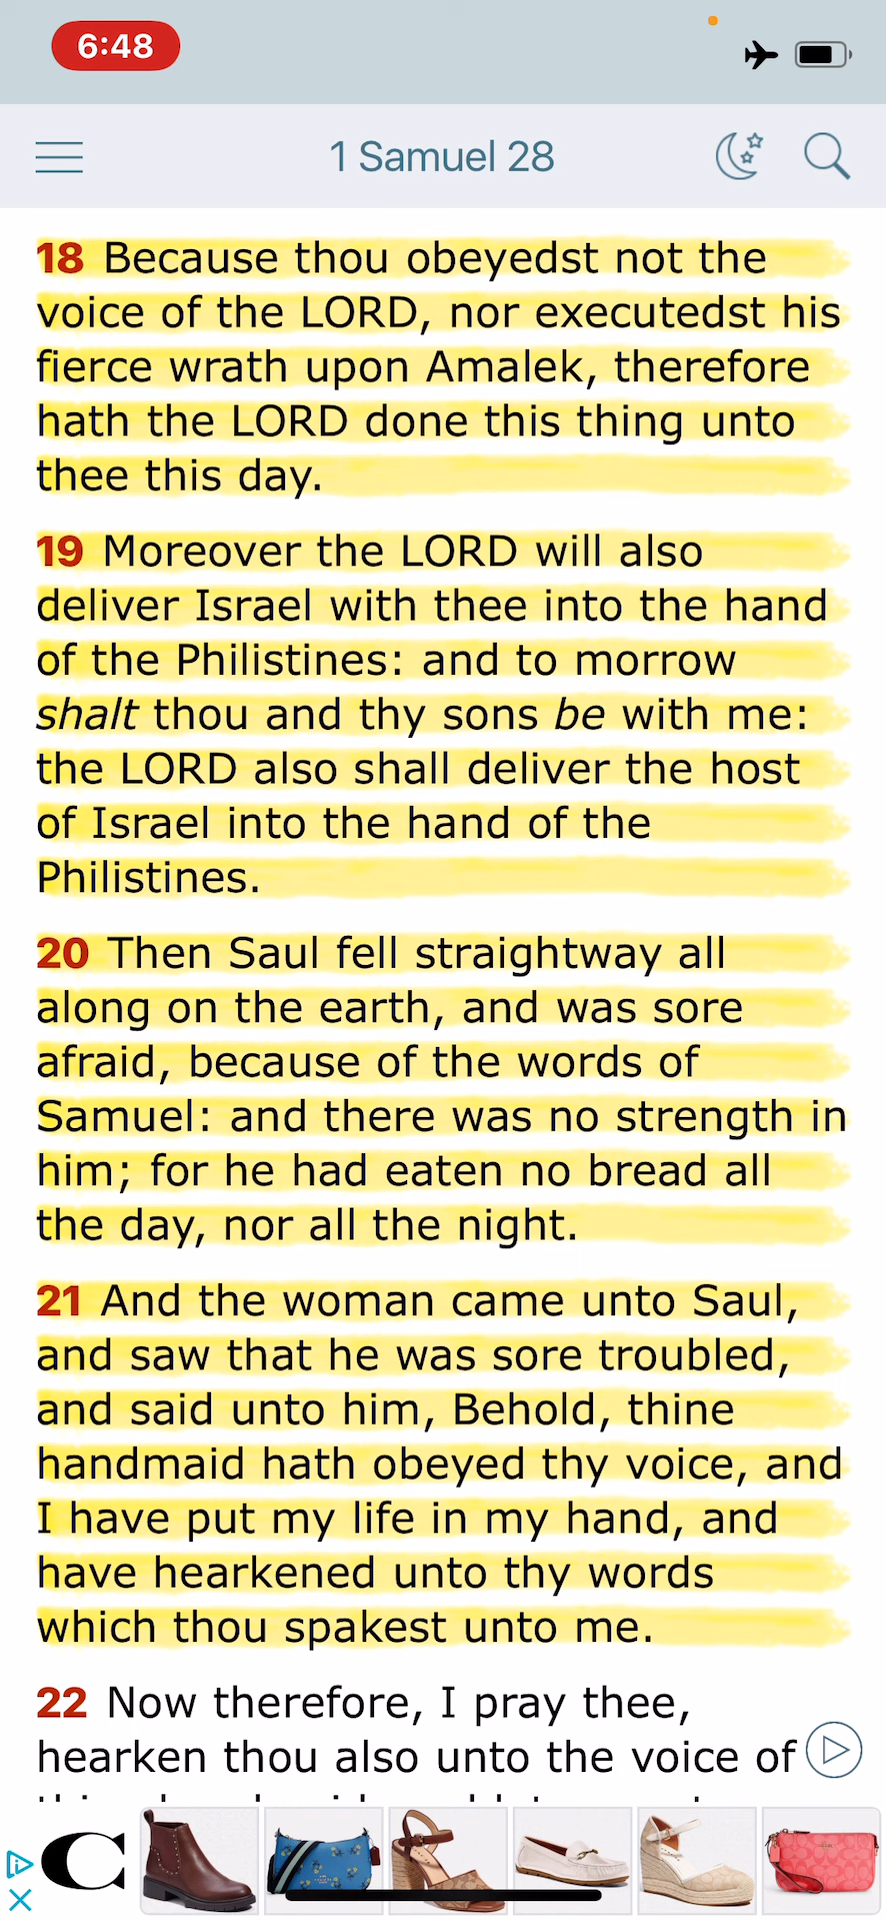 6:48
1 Samuel 28
18 Because thou obeyedst not the
voice of the LORD, nor executedst his
fierce wrath upon Amalek, therefore
hath the LORD done this thing unto
thee this day.
19 Moreover the LORD will also
deliver Israel with thee into the hand
of the Philistines: and to morrow
shalt thou and thy sons be with me:
the LORD also shall deliver the host
of Israel into the hand of the
Philistines.
20 Then Saul fell straightway all
along on the earth, and was sore
afraid, because of the words of
Samuel: and there was no strength in
him; for he had eaten no bread all
the day, nor all the night.
21 And the woman came unto Saul,
and saw that he was sore troubled,
and said unto him, Behold, thine
handmaid hath obeyed thy voice, and
I have put my life in my hand, and
have hearkened unto thy words
which thou spakest unto me.
22 Now therefore, I pray thee,
hearken thou also unto the voice of
C